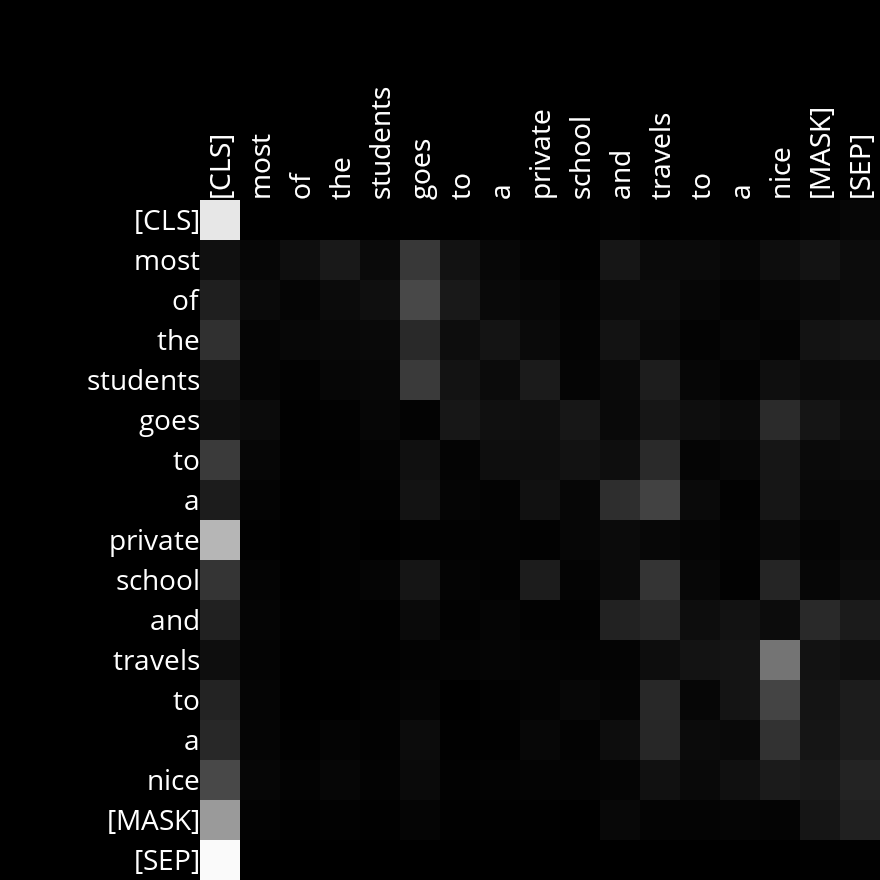 [CLS]
most
of
the
students
goes
to
a
private
school
and
travels
to
a
nice
[MASK]
[SEP]
[CLS]
most
of
the
students
goes
to
a
private
school
and
travels
to
a
nice
[MASK]
[SEP]